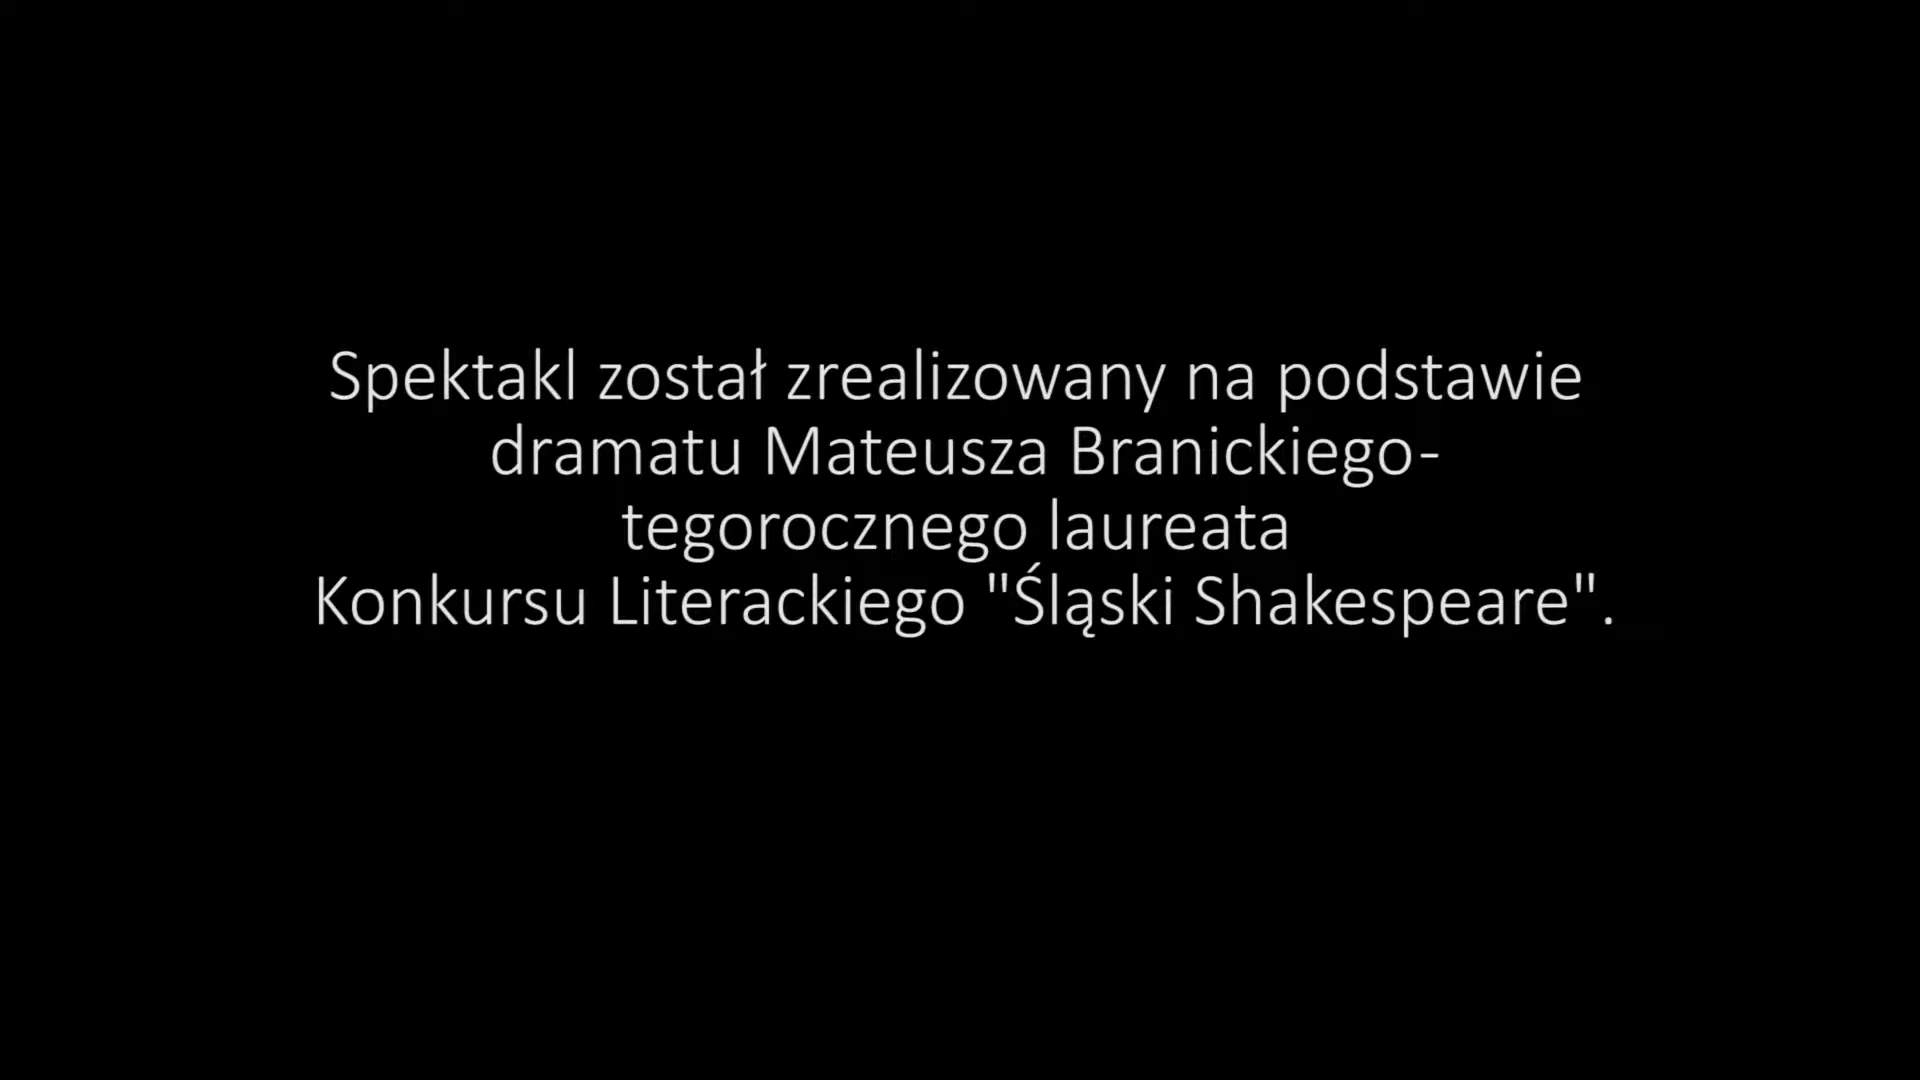 Spektakl został zrealizowany na podstawie
dramatu Mateusza Branickiego-
tegorocznego laureata
Konkursu Literackiego "Śląski Shakespeare".